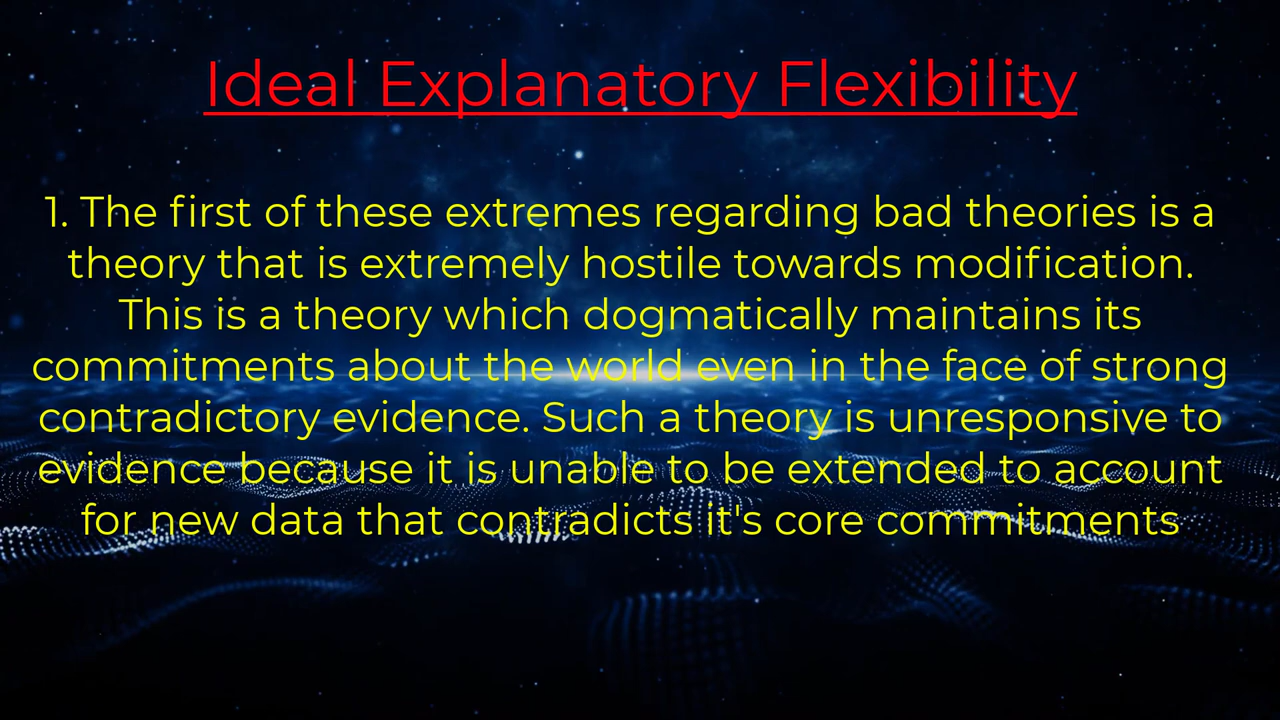 Ideal Explanatory Flexibility
1. The first of these extremes regarding bad theories is a
theory that is extremely hostile towards modification.
This is a theory which dogmatically maintains its
commitments about the world even in the face of strong
contradictory evidence. Such a theory is unresponsive to
evidence because it is unable to be extended to account
for new data that contradicts it's core commitments